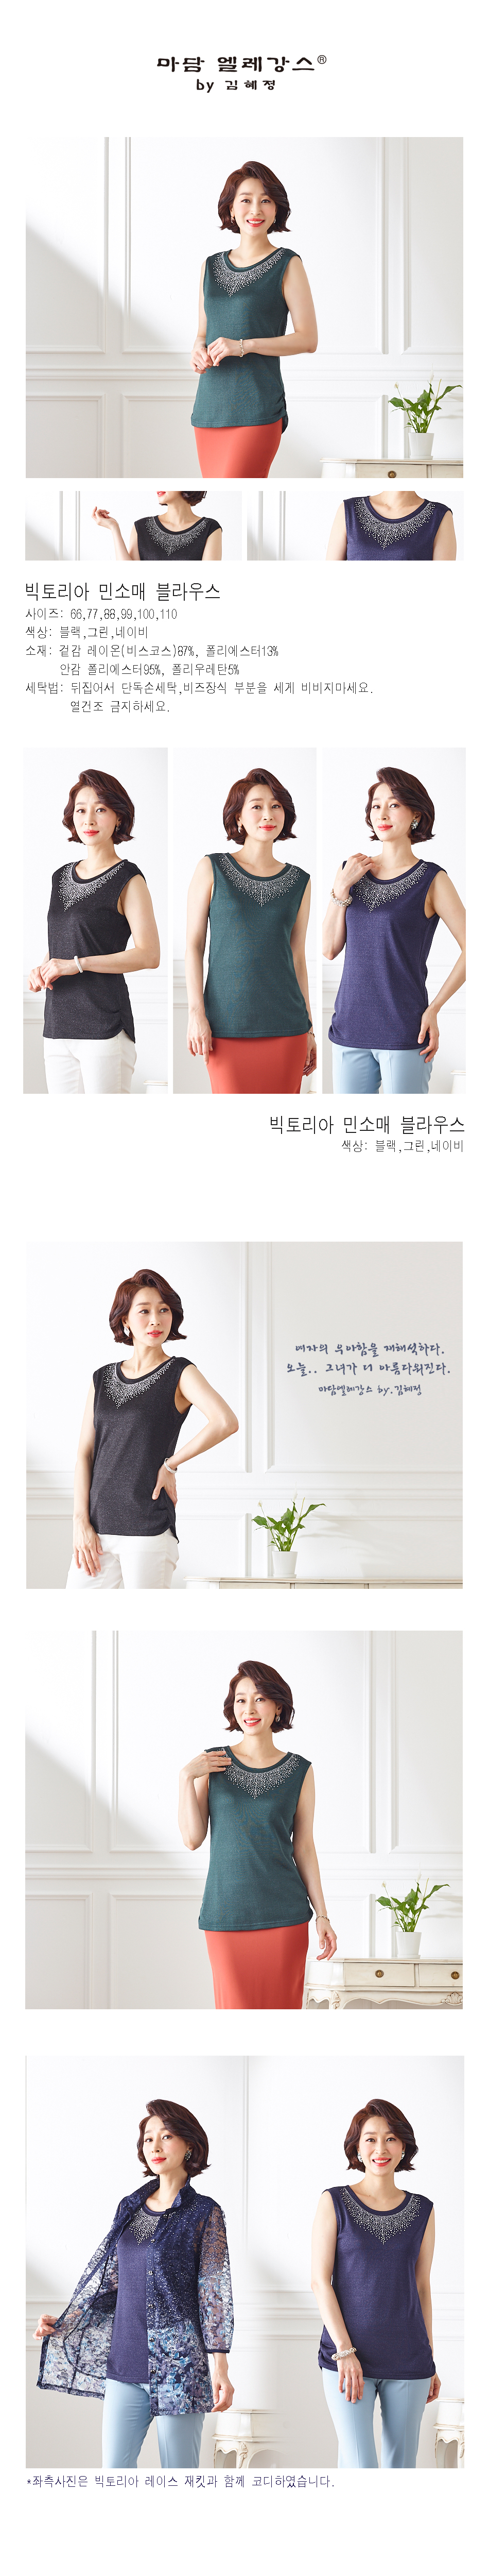 마담 엘레강스®
by 김혜정
빅토리아 민소매 블라우스
사이즈: 66,77,88,99,100,110
색상: 블랙,그린,네이비
소재: 겉감 레이온(비스코스)87%, 폴리에스터13%
안감 폴리에스터95%, 폴리우레탄5%
세탁법: 뒤집어서 단독손세탁,비즈장식 부분을 세게 비비지마세요.
열건조 금지하세요.
빅토리아 민소매 블라우스
색상: 블랙,그린,네이비
여자의 우아함을 재해석하다.
오늘.. 그녀가 더 아름다워진다.
마담엘레강스 by.김혜정
*좌측사진은 빅토리아 레이스 재킷과 함께 코디하였습니다.